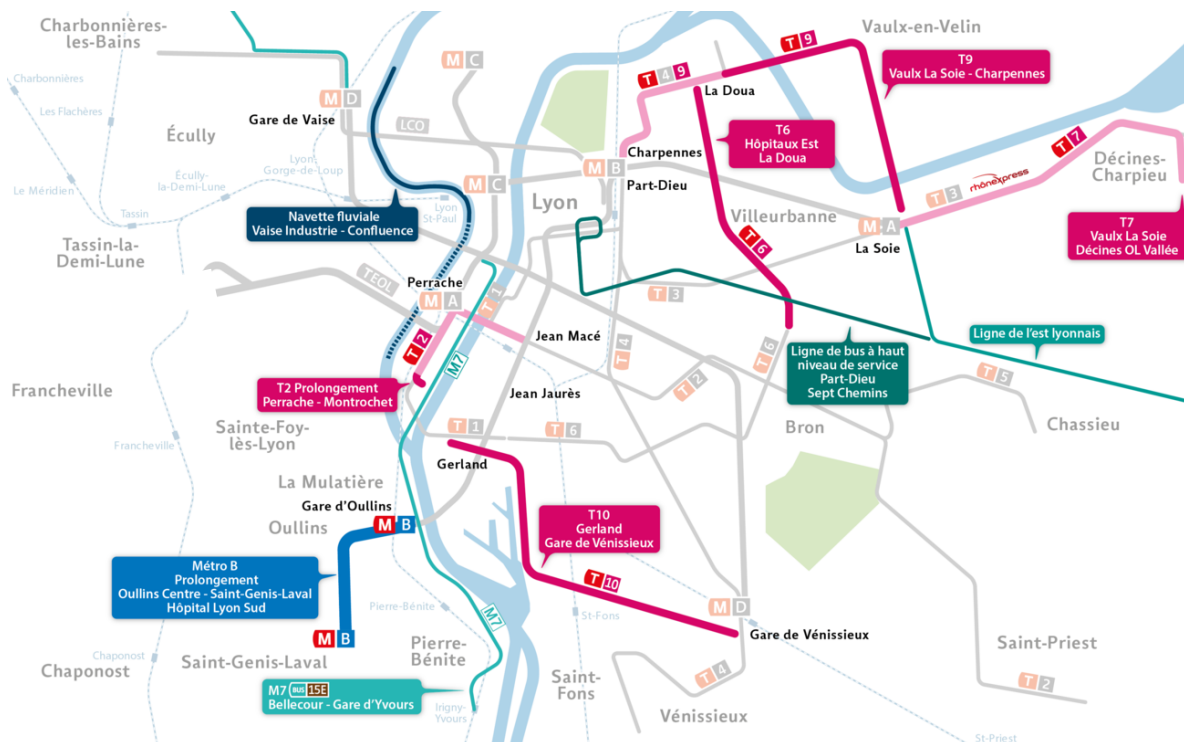 Charbonnières-
les-Bains
M C
T 9
Vaulx-en-Velin
Charbonnières
M D
T 4 9
La Doua
T9
Vaulx La Soie - Charpennes
Les Flachères
Gare de Vaise
LCO
Écully
T6
Hôpitaux Est
La Doua
T 7
Lyon-
Gorge-de-Loup
Charpennes
Décines-
Charpieu
Écully-
la-Demi-Lune
M C
M B
Part-Dieu
rhônexpress
Le Méridien
T 3
Lyon
St-Paul
Lyon
Tassin
Navette fluviale
Vaise Industrie - Confluence
Villeurbanne
M A
La Soie
T7
Vaulx La Soie
Décines OL Vallée
Tassin-la-
Demi-Lune
T 6
TEOL
Perrache
M A
T 1
T 3
Jean Macé
Ligne de l'est lyonnais
T 2
M7
T 4
T 6
Ligne de bus à haut
niveau de service
Part-Dieu
Sept Chemins
T 5
T2 Prolongement
Perrache - Montrochet
Jean Jaurès
T 2
Francheville
Sainte-Foy-
lès-Lyon
T 1
T 6
Bron
Chassieu
Francheville
Gerland
La Mulatière
Gare d'Oullins
Oullins
M B
T10
Gerland
Gare de Vénissieux
Métro B
Prolongement
Oullins Centre - Saint-Genis-Laval
Hôpital Lyon Sud
T 10
Pierre-Bénite
M7
St-Fons
M D
Gare de Vénissieux
M B
Saint-Genis-Laval
Pierre-
Bénite
Saint-Priest
Chaponost
Chaponost
Saint-
Fons
T 4
T 2
M7 BUS 15E
Bellecour - Gare d'Yvours
Irigny-
Yvours
Vénissieux
St-Priest